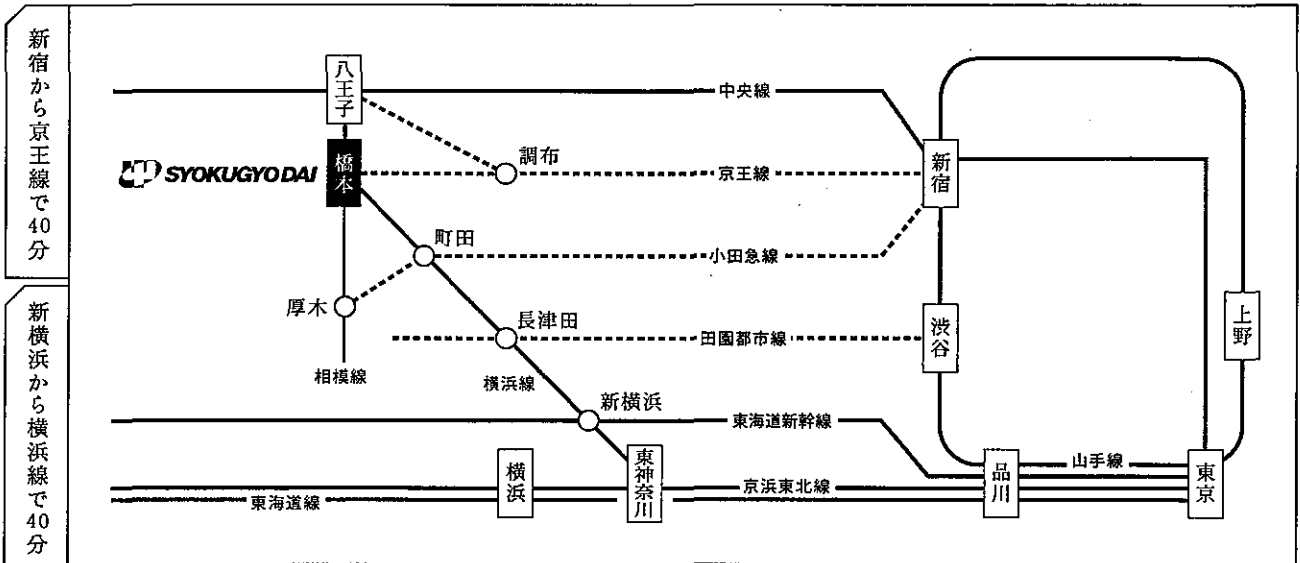 新宿から京王線で40分
新横浜から横浜線で40分
八王子
中央線
橋本
SYOKUGYODAI
調布
京王線
新宿
町田
小田急線
厚木
長津田
田園都市線
渋谷
上野
相模線
横浜線
新横浜
東海道新幹線
横浜
東神奈川
品川
山手線
東京
京浜東北線
東海道線